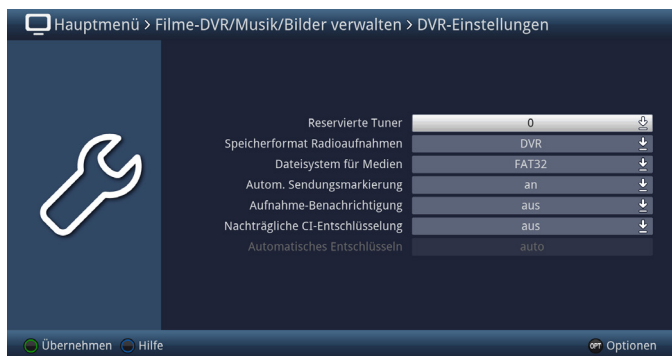 Hauptmenü > Filme-DVR/Musik/Bilder verwalten > DVR-Einstellungen
Reservierte Tuner 0
Speicherformat Radioaufnahmen DVR
Dateisystem für Medien FAT32
Autom. Sendungsmarkierung an
Aufnahme-Benachrichtigung aus
Nachträgliche CI-Entschlüsselung aus
Automatisches Entschlüsseln auto
Übernehmen Hilfe OPT Optionen